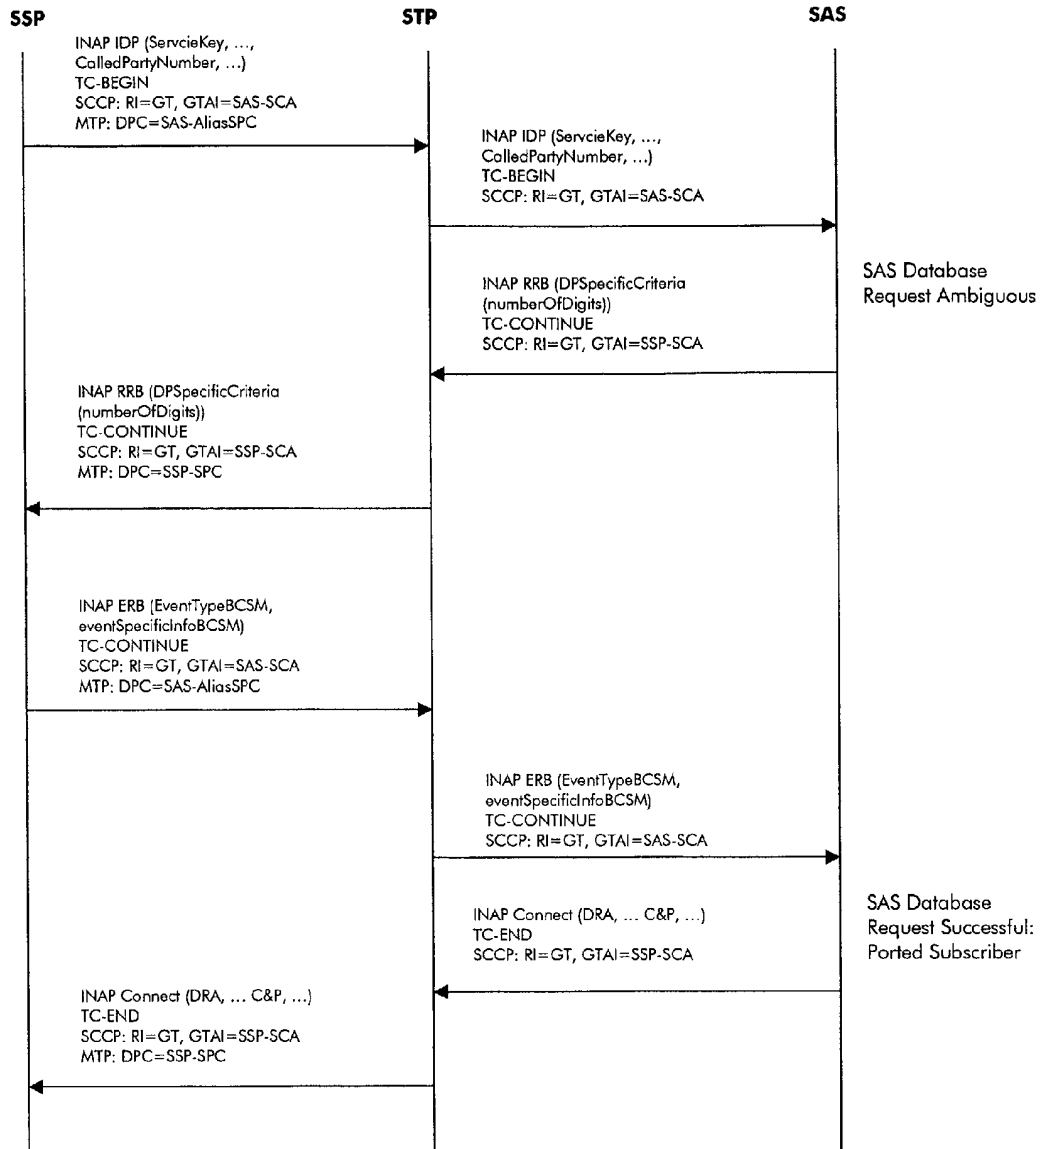 SSP STP SAS
INAP IDP (ServcieKey, ...,
CalledPartyNumber, ...)
TC-BEGIN
SCCP: RI=GT, GTAI=SAS-SCA
MTP: DPC=SAS-AliasSPC
INAP IDP (ServcieKey, ...,
CalledPartyNumber, ...)
TC-BEGIN
SCCP: RI=GT, GTAI=SAS-SCA
SAS Database
Request Ambiguous
INAP RRB (DPSpecificCriteria
(numberOfDigits))
TC-CONTINUE
SCCP: RI=GT, GTAI=SSP-SCA
INAP RRB (DPSpecificCriteria
(numberOfDigits))
TC-CONTINUE
SCCP: RI=GT, GTAI=SSP-SCA
MTP: DPC=SSP-SPC
INAP ERB (EventTypeBCSM,
eventSpecificInfoBCSM)
TC-CONTINUE
SCCP: RI=GT, GTAI=SAS-SCA
MTP: DPC=SAS-AliasSPC
INAP ERB (EventTypeBCSM,
eventSpecificInfoBCSM)
TC-CONTINUE
SCCP: RI=GT, GTAI=SAS-SCA
SAS Database
Request Successful:
Ported Subscriber
INAP Connect (DRA, ... C&P, ...)
TC-END
SCCP: RI=GT, GTAI=SSP-SCA
INAP Connect (DRA, ... C&P, ...)
TC-END
SCCP: RI=GT, GTAI=SSP-SCA
MTP: DPC=SSP-SPC